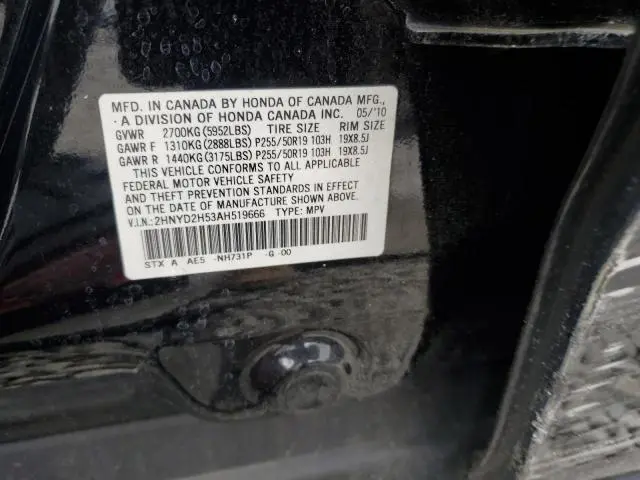 MFD. IN CANADA BY HONDA OF CANADA MFG.,
A DIVISION OF HONDA CANADA INC. 05/'10
GVWR 2700KG(5952LBS) TIRE SIZE RIM SIZE
GAWR F 1310KG(2888LBS) P255/50R19 103H 19X8.5J
GAWR R 1440KG(3175LBS) P255/50R19 103H 19X8.5J
THIS VEHICLE CONFORMS TO ALL APPLICABLE
FEDERAL MOTOR VEHICLE SAFETY
AND THEFT PREVENTION STANDARDS IN EFFECT
ON THE DATE OF MANUFACTURE SHOWN ABOVE.
V.I.N.: 2HNYD2H53AH519666 TYPE: MPV
STX A AE5 -NH731P -G -00